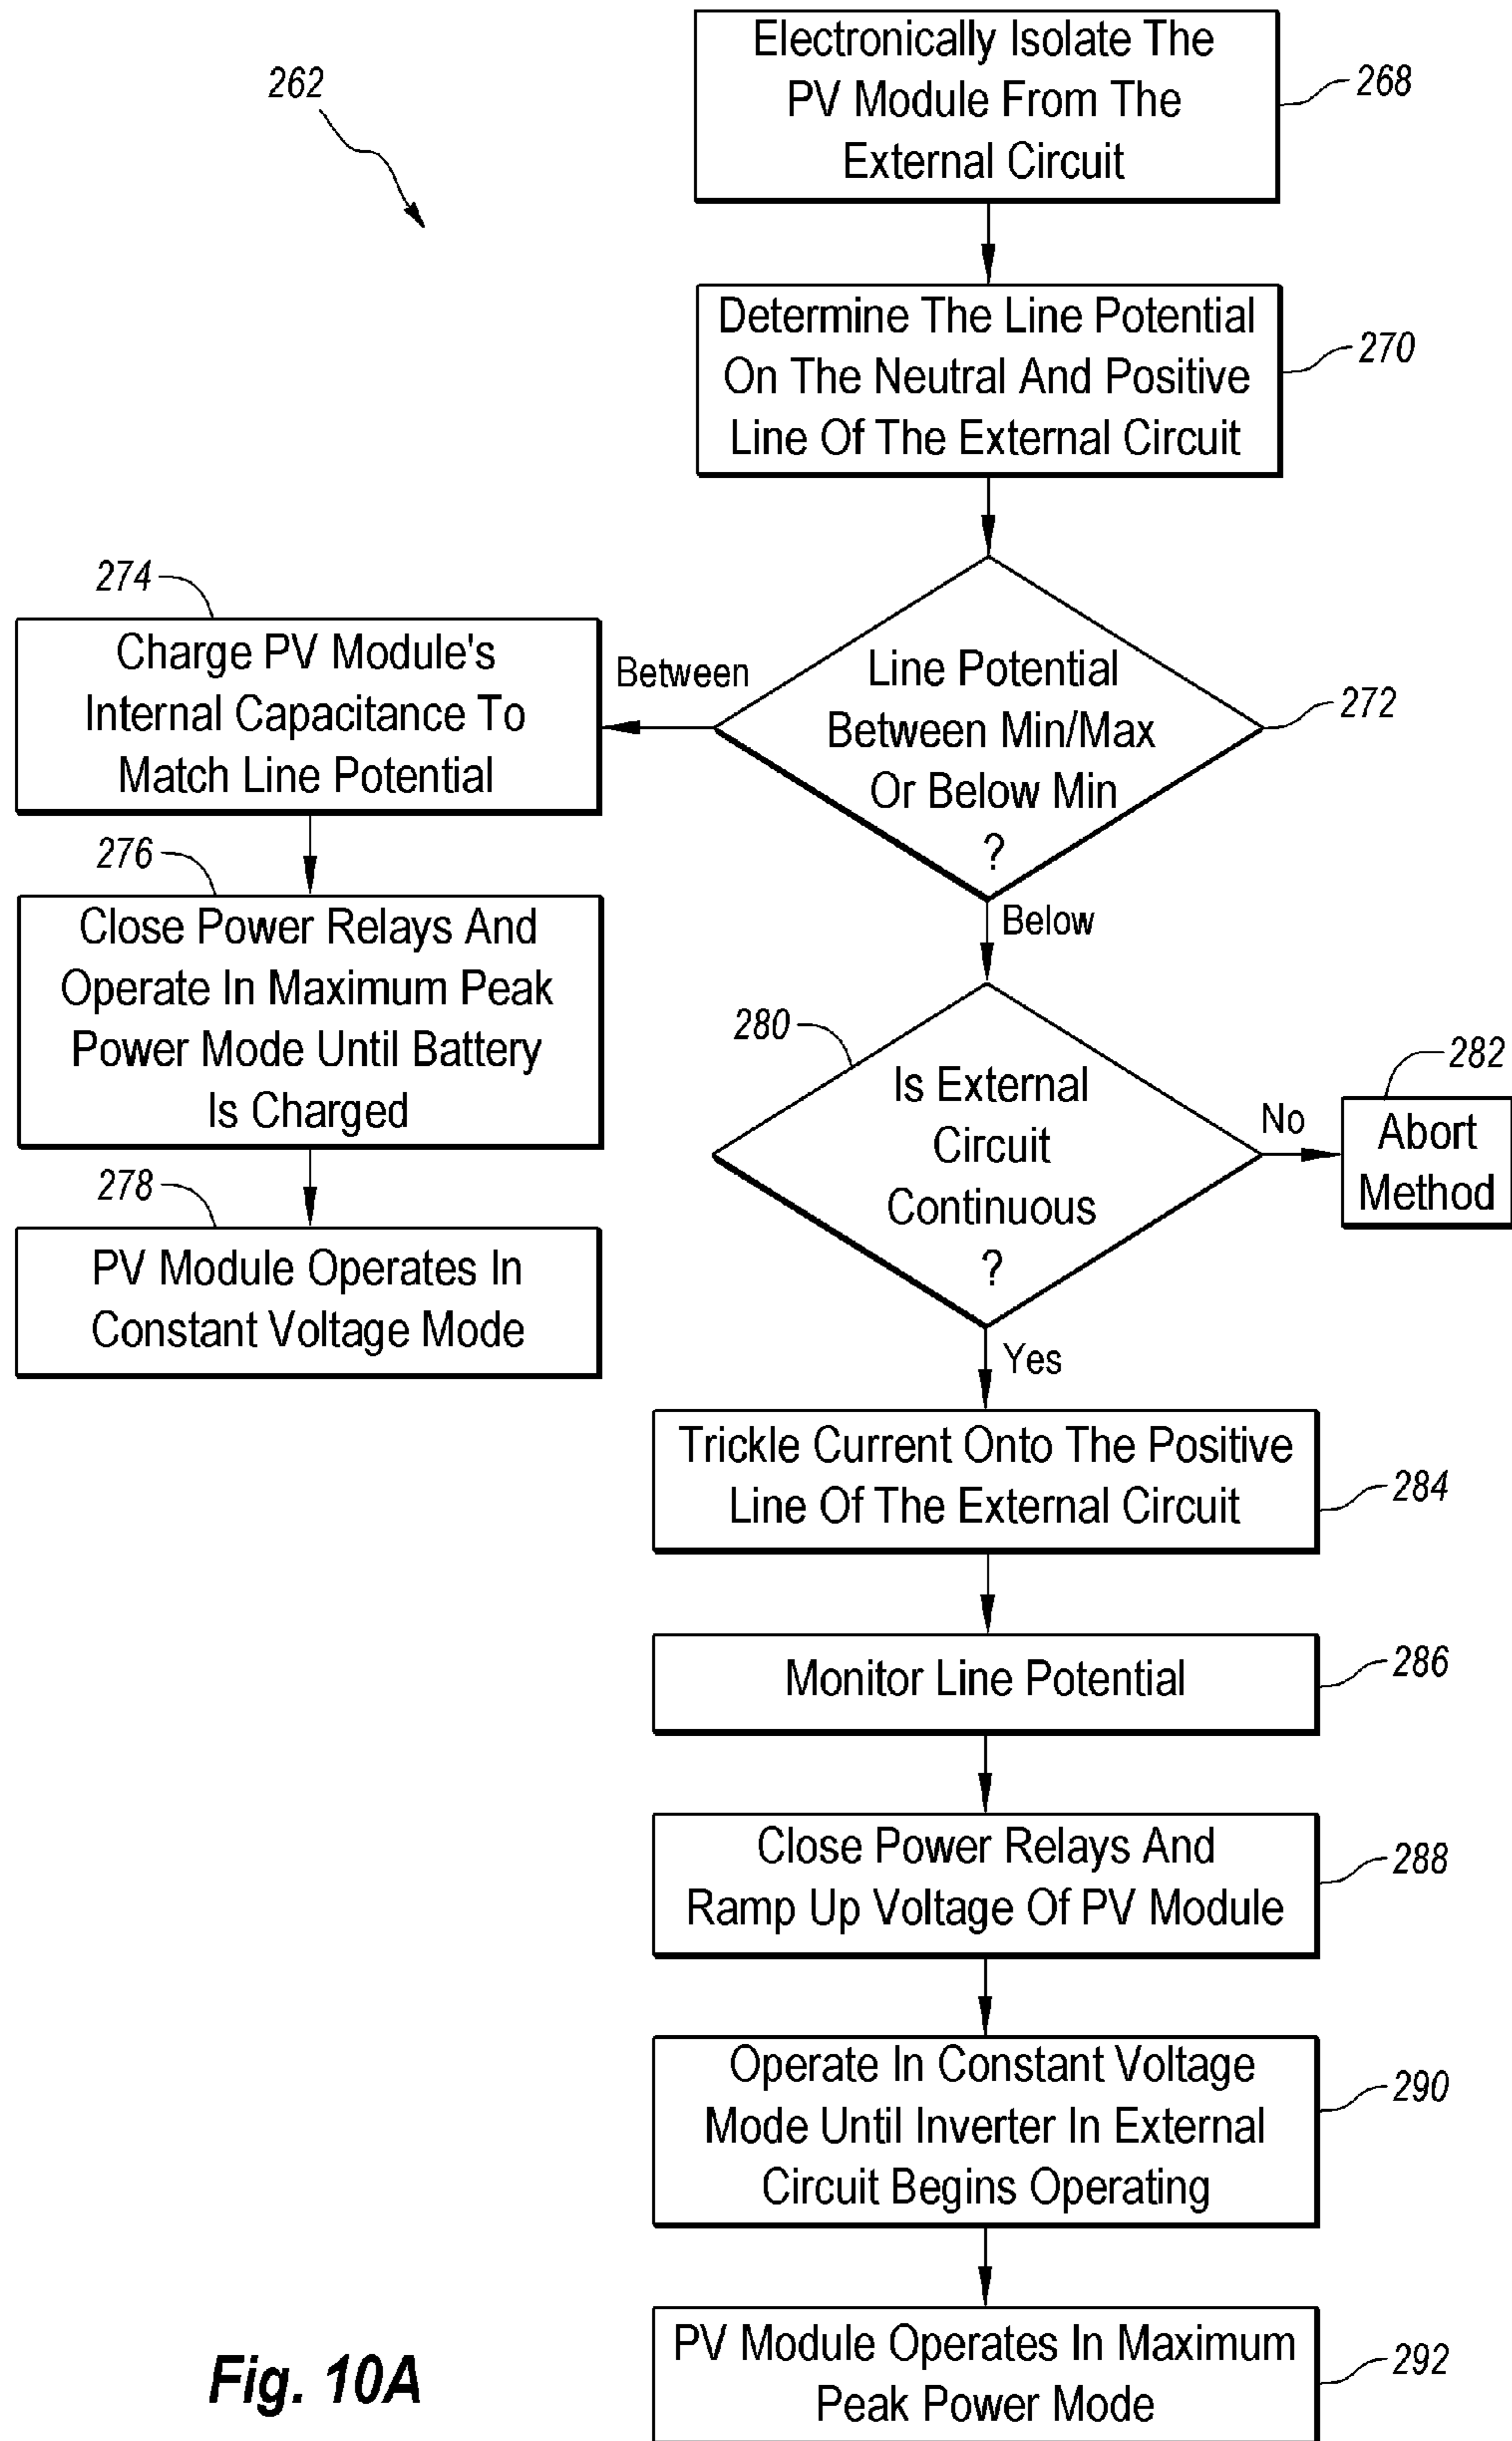 262
Electronically Isolate The
PV Module From The
External Circuit
268
Determine The Line Potential
On The Neutral And Positive
Line Of The External Circuit
270
Line Potential
Between Min/Max
Or Below Min
?
272
Between
274
Charge PV Module's
Internal Capacitance To
Match Line Potential
276
Close Power Relays And
Operate In Maximum Peak
Power Mode Until Battery
Is Charged
278
PV Module Operates In
Constant Voltage Mode
Below
280
Is External
Circuit
Continuous
?
No
282
Abort
Method
Yes
Trickle Current Onto The Positive
Line Of The External Circuit
284
Monitor Line Potential
286
Close Power Relays And
Ramp Up Voltage Of PV Module
288
Operate In Constant Voltage
Mode Until Inverter In External
Circuit Begins Operating
290
PV Module Operates In Maximum
Peak Power Mode
292
Fig. 10A